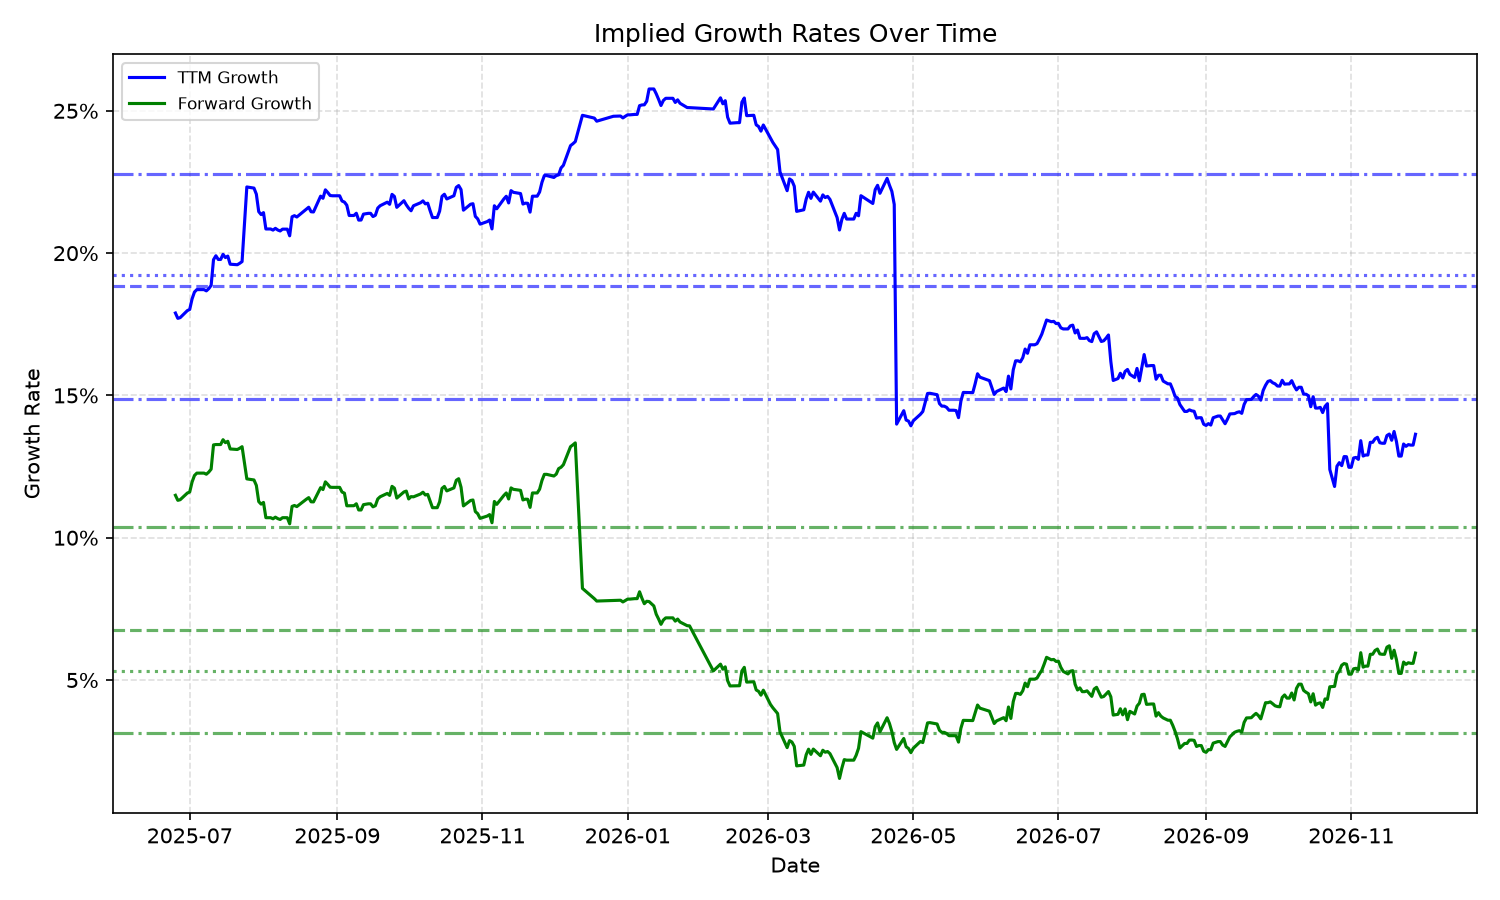 Implied Growth Rates Over Time
TTM Growth
Forward Growth
25%
20%
15%
10%
5%
Growth Rate
2025-07
2025-09
2025-11
2026-01
2026-03
2026-05
2026-07
2026-09
2026-11
Date